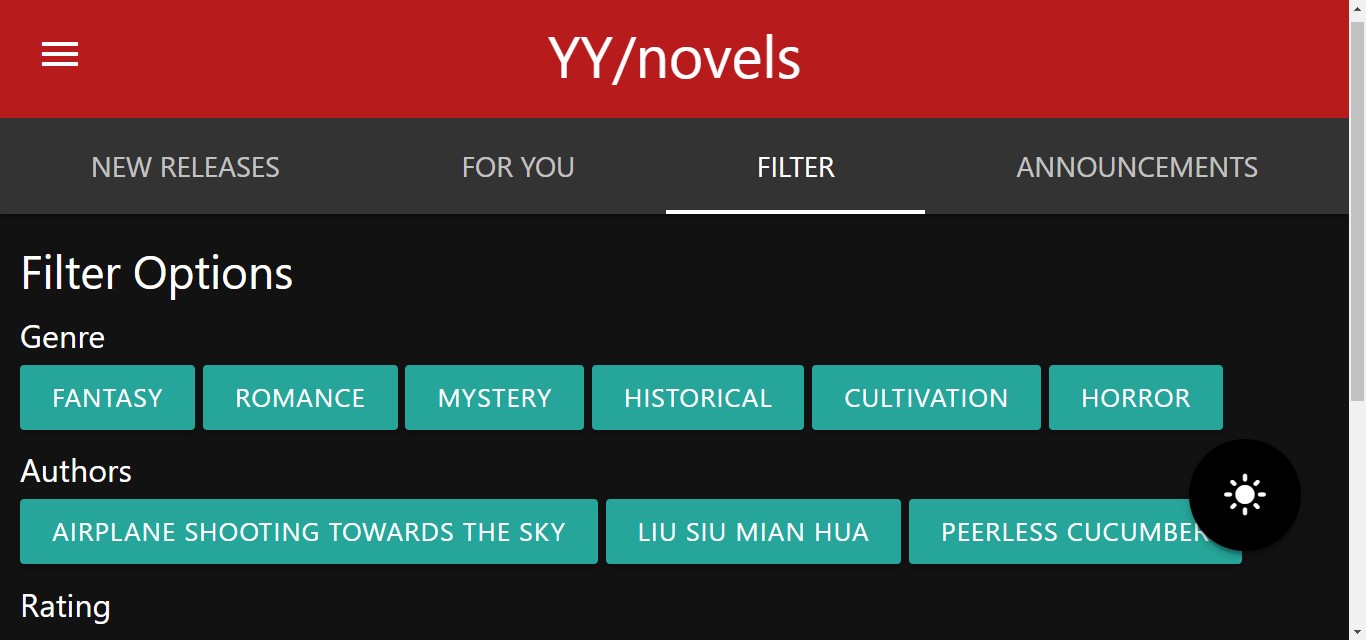 YY/novels
NEW RELEASES FOR YOU FILTER ANNOUNCEMENTS
Filter Options
Genre
FANTASY ROMANCE MYSTERY HISTORICAL CULTIVATION HORROR
Authors
AIRPLANE SHOOTING TOWARDS THE SKY LIU SIU MIAN HUA PEERLESS CUCUMBER
Rating